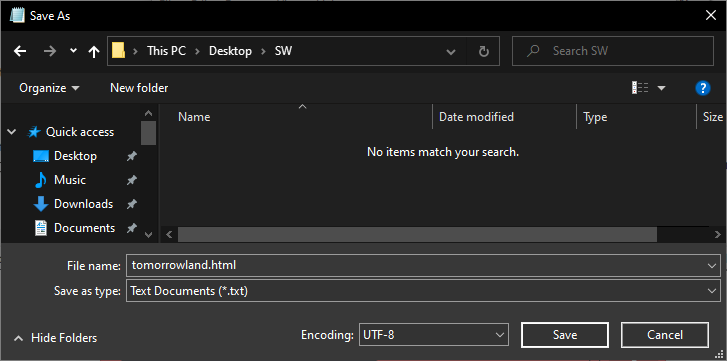 Save As
This PC > Desktop > SW
Search SW
Organize
New folder
?
Name
Date modified
Type
Size
Quick access
Desktop
Music
Downloads
Documents
No items match your search.
File name: tomorrowland.html
Save as type: Text Documents (*.txt)
Hide Folders
Encoding: UTF-8
Save
Cancel